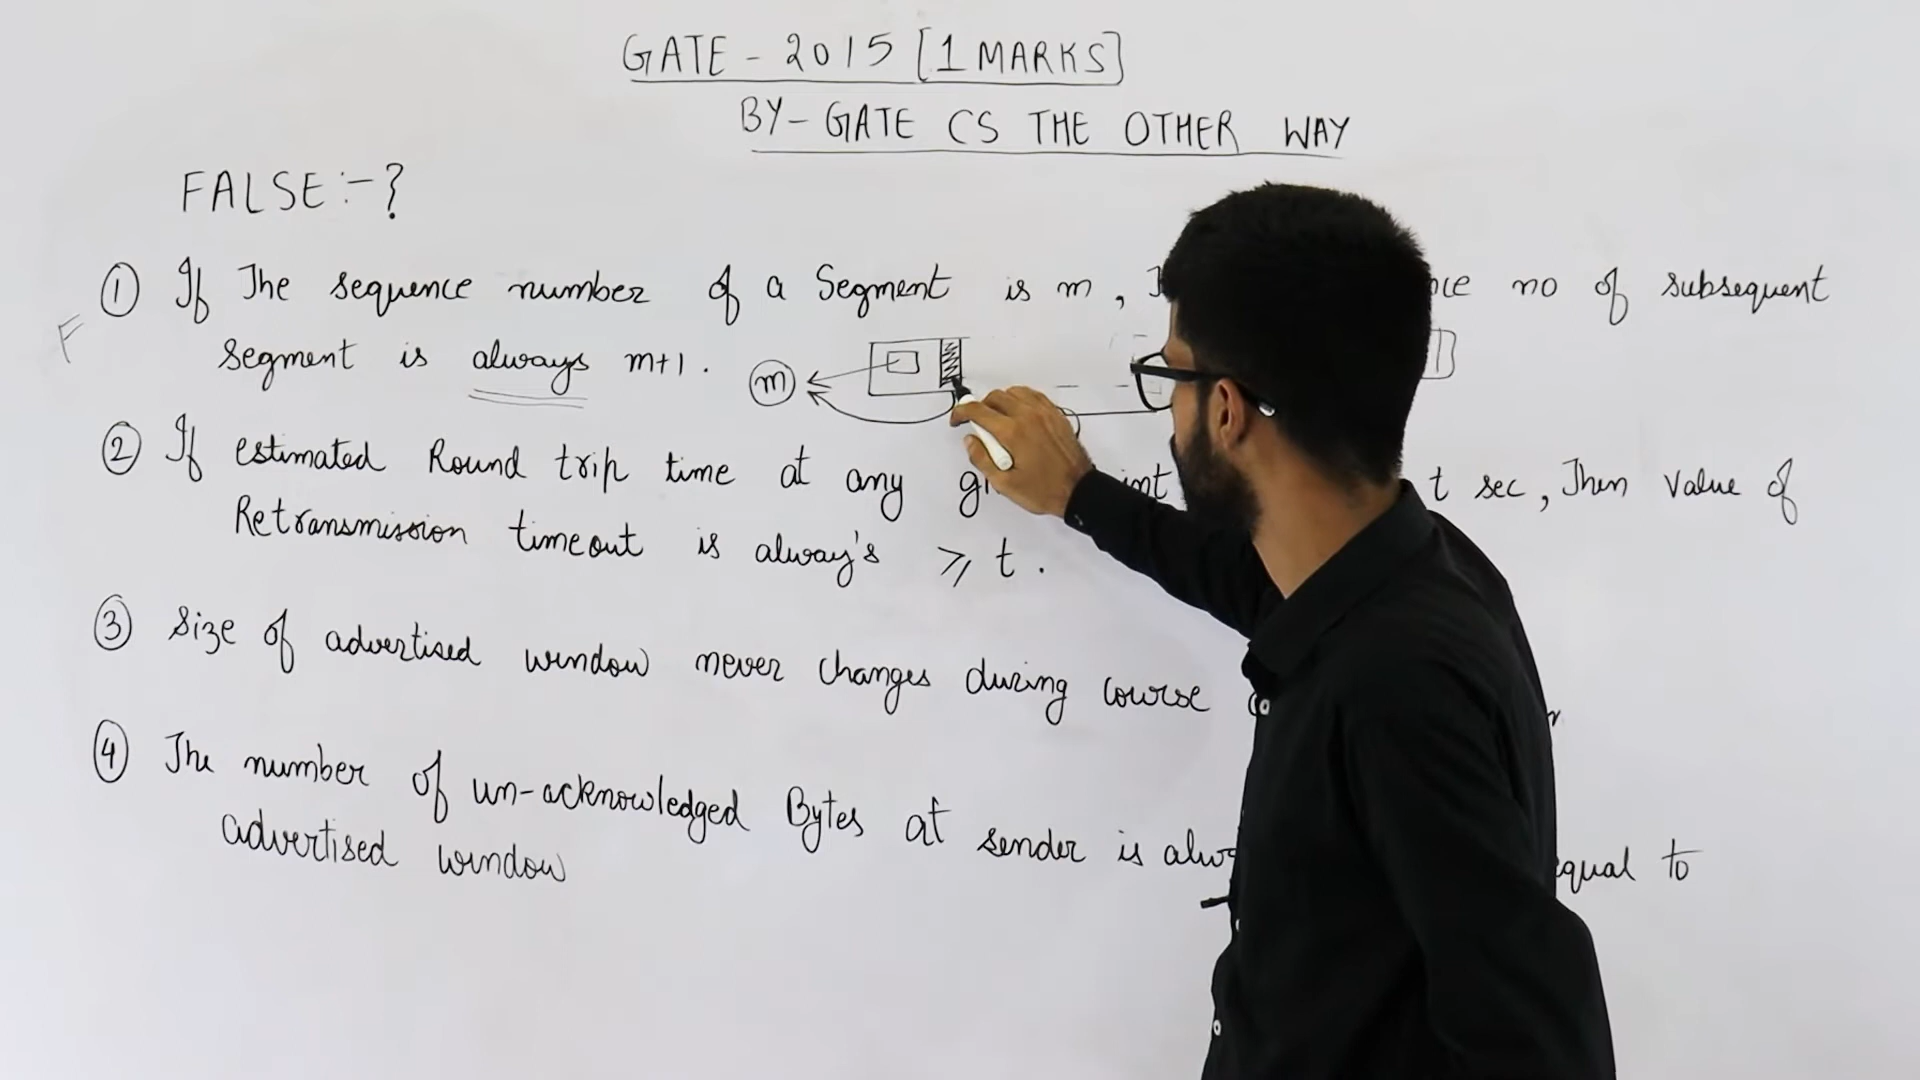 GATE - 2015 [1 MARKS]
BY- GATE CS THE OTHER WAY
FALSE :- ?
① If The sequence number of a Segment is m, no of subsequent
F
Segment is always m+1.
m
② If estimated Round trip time at any t sec, Then value of
Retransmission timeout is alway's ⩾ t.
③ Size of advertised window never changes during course
④ The number of un-acknowledged Bytes at sender is equal to
advertised window